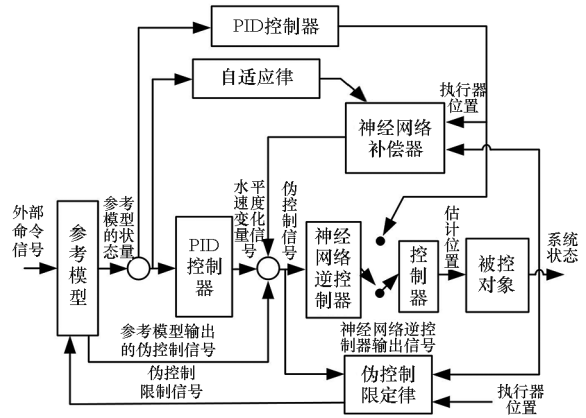 PID控制器
自适应律
执行器
位置
神经网络
补偿器
外部
命令
信号
参考
模型
参考
模型
的状
态量
PID
控制
器
水平
速度
变化
量信
号
伪
控
制
信
号
神经
网络
逆控
制器
控
制
器
估
计
位
置
被控
对象
系统
状态
参考模型输出
的伪控制信号
神经网络逆控
制器输出信号
伪控制
限制信号
伪控制
限定律
执行器
位置